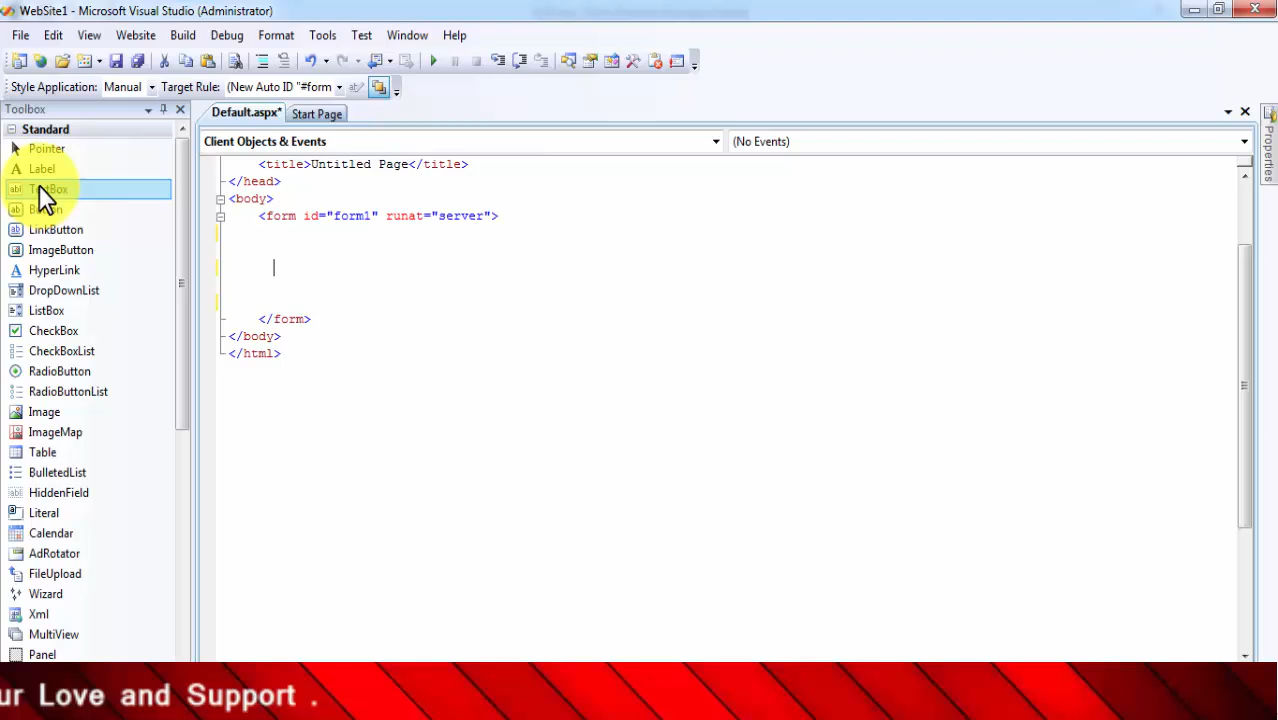 WebSite1 - Microsoft Visual Studio (Administrator)
File Edit View Website Build Debug Format Tools Test Window Help
Style Application: Manual Target Rule: (New Auto ID "#form
Toolbox
Default.aspx* Start Page
Standard
Client Objects & Events (No Events)
Properties
Pointer
Label
TextBox
Button
LinkButton
ImageButton
HyperLink
DropDownList
ListBox
CheckBox
CheckBoxList
RadioButton
RadioButtonList
Image
ImageMap
Table
BulletedList
HiddenField
Literal
Calendar
AdRotator
FileUpload
Wizard
Xml
MultiView
Panel
<title>Untitled Page</title>
</head>
<body>
<form id="form1" runat="server">
</form>
</body>
</html>
ur Love and Support .